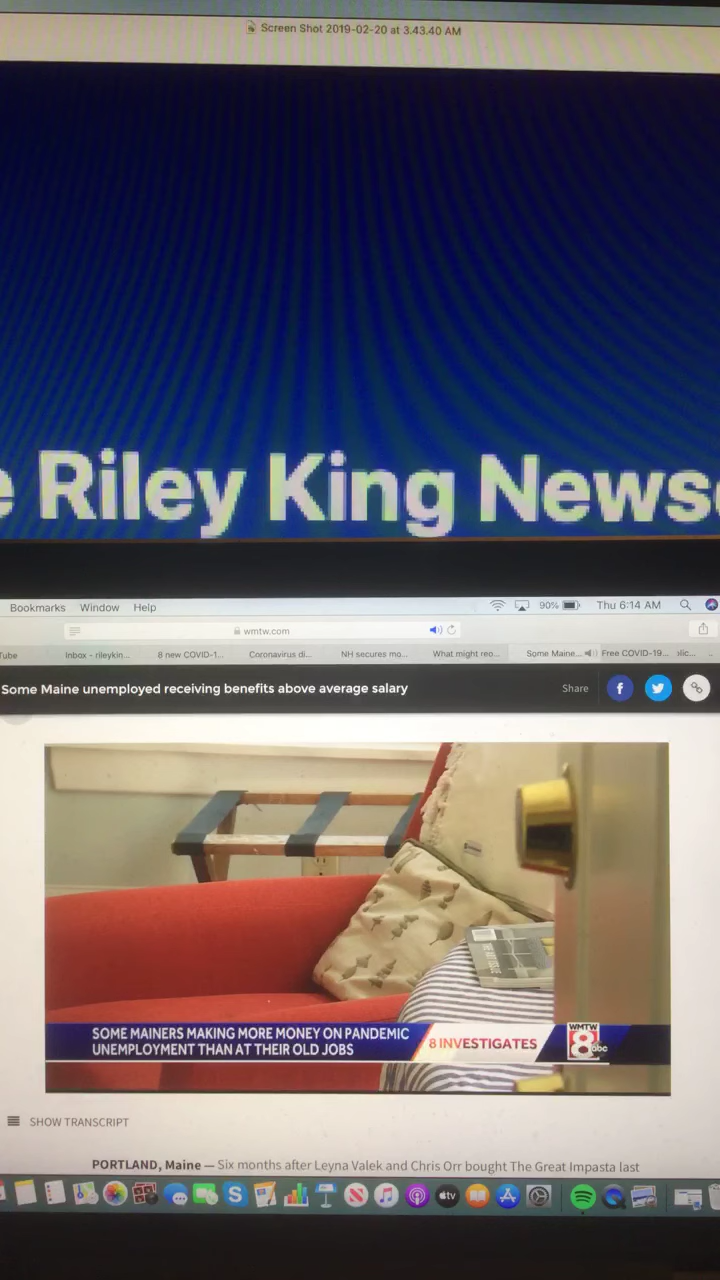 Screen Shot 2019-02-20 at 3.43.40 AM
e Riley King News
Bookmarks Window Help 90% Thu 6:14 AM
wmtw.com
Tube Inbox – rileykin... 8 new COVID-1... Coronavirus di... NH secures mo... What might reo... Some Maine... Free COVID-19... olic...
Some Maine unemployed receiving benefits above average salary
Share
SOME MAINERS MAKING MORE MONEY ON PANDEMIC
UNEMPLOYMENT THAN AT THEIR OLD JOBS
8 INVESTIGATES
WMTW
8
abc
SHOW TRANSCRIPT
PORTLAND, Maine — Six months after Leyna Valek and Chris Orr bought The Great Impasta last
tv